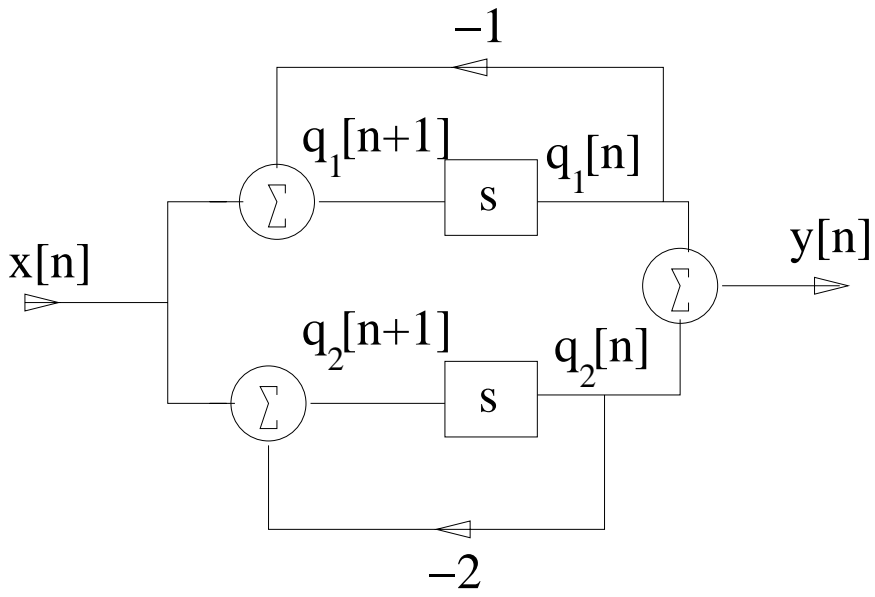 −1
q₁[n+1]
s
q₁[n]
Σ
x[n]
y[n]
Σ
q₂[n+1]
s
q₂[n]
Σ
−2